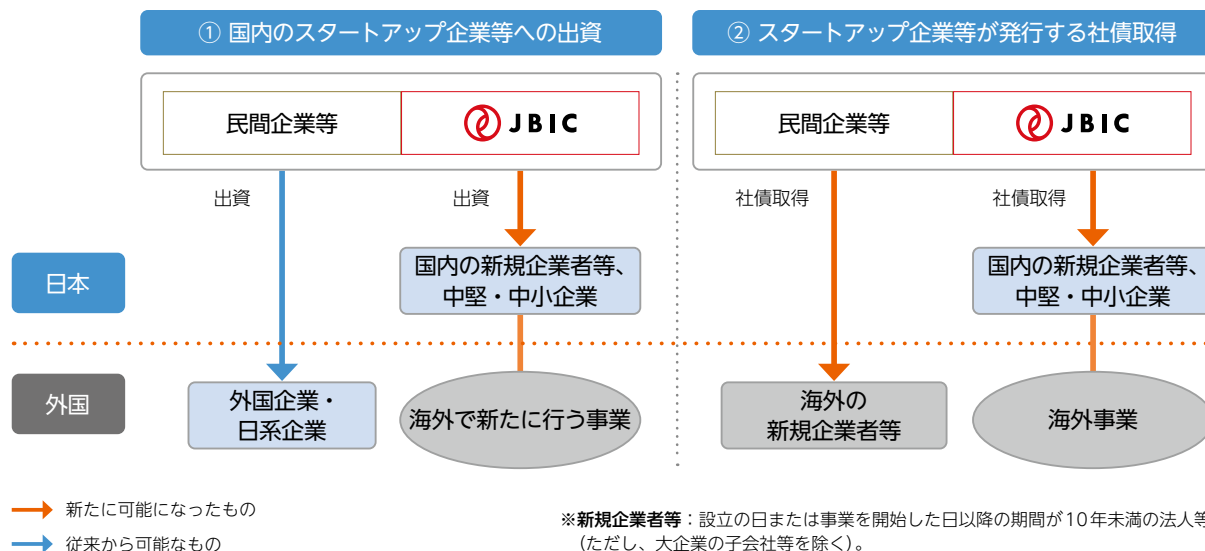 ① 国内のスタートアップ企業等への出資
② スタートアップ企業等が発行する社債取得
民間企業等
JBIC
民間企業等
JBIC
出資
出資
社債取得
社債取得
日本
国内の新規企業者等、
中堅・中小企業
国内の新規企業者等、
中堅・中小企業
外国
外国企業・
日系企業
海外で新たに行う事業
海外の
新規企業者等
海外事業
新たに可能になったもの
従来から可能なもの
※新規企業者等：設立の日または事業を開始した日以降の期間が10年未満の法人等
（ただし、大企業の子会社等を除く）。